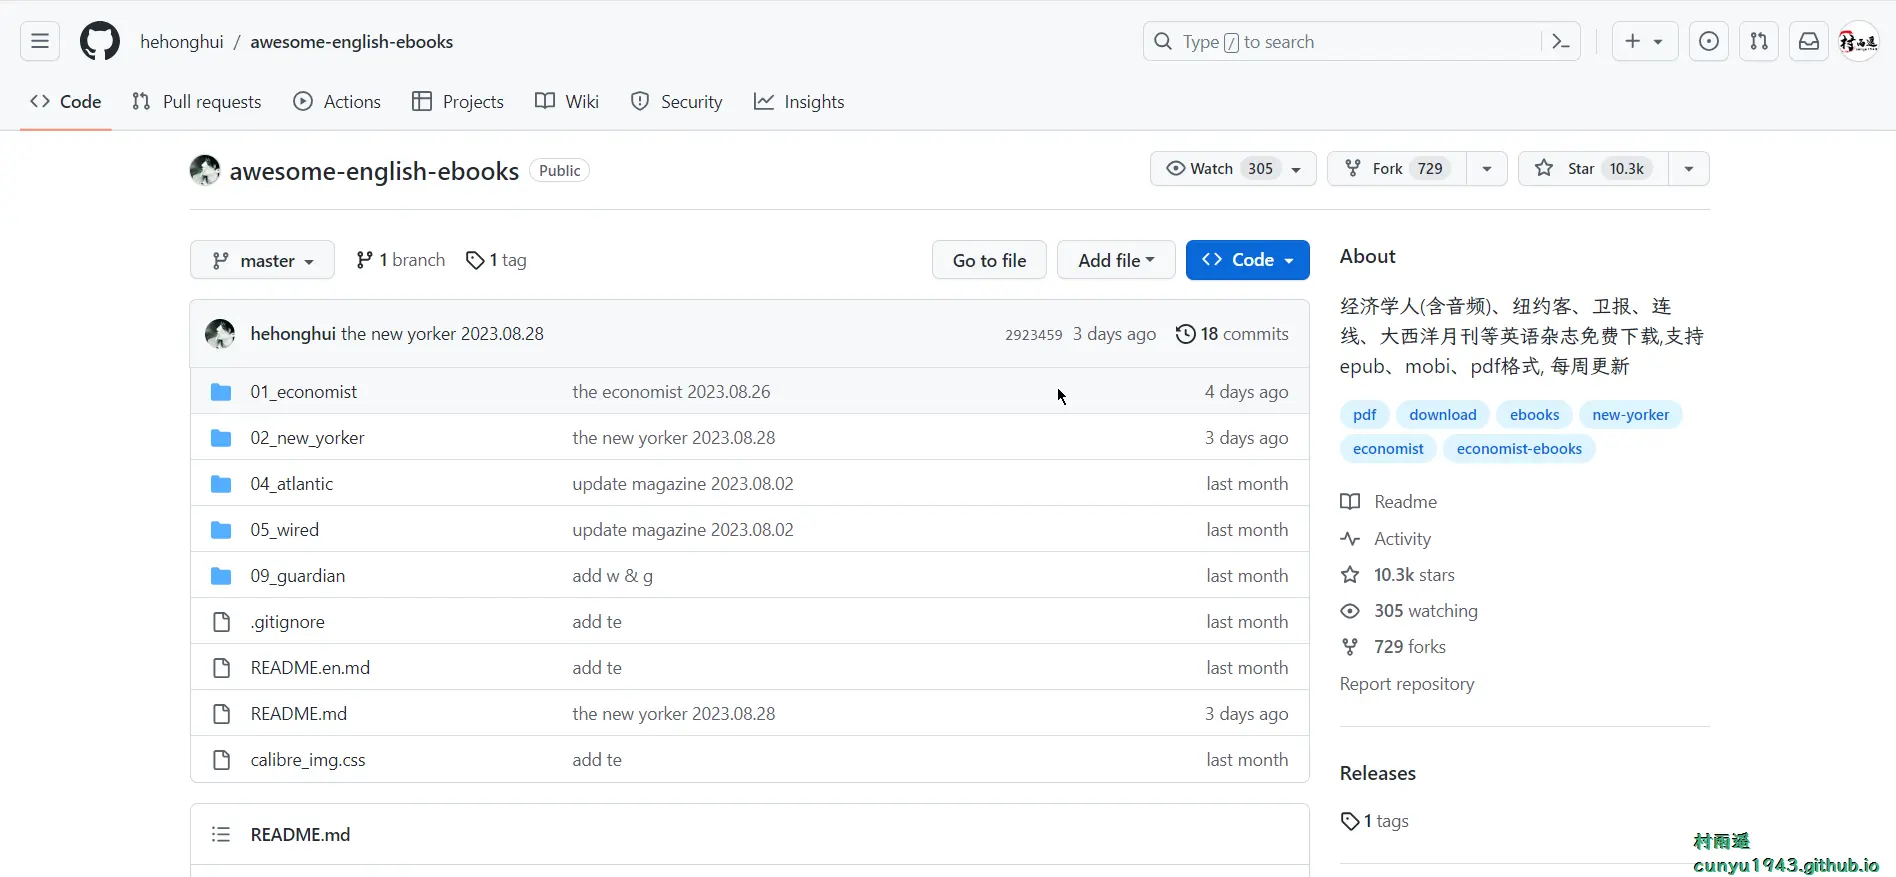 hehonghui / awesome-english-ebooks
Type / to search
Code Pull requests Actions Projects Wiki Security Insights
awesome-english-ebooks Public
Watch 305 Fork 729 Star 10.3k
master 1 branch 1 tag Go to file Add file Code
hehonghui the new yorker 2023.08.28 2923459 3 days ago 18 commits
01_economist the economist 2023.08.26 4 days ago
02_new_yorker the new yorker 2023.08.28 3 days ago
04_atlantic update magazine 2023.08.02 last month
05_wired update magazine 2023.08.02 last month
09_guardian add w & g last month
.gitignore add te last month
README.en.md add te last month
README.md the new yorker 2023.08.28 3 days ago
calibre_img.css add te last month
README.md
About
经济学人(含音频)、纽约客、卫报、连
线、大西洋月刊等英语杂志免费下载,支持
epub、mobi、pdf格式, 每周更新
pdf download ebooks new-yorker
economist economist-ebooks
Readme
Activity
10.3k stars
305 watching
729 forks
Report repository
Releases
1 tags
村雨遥
cunyu1943.github.io